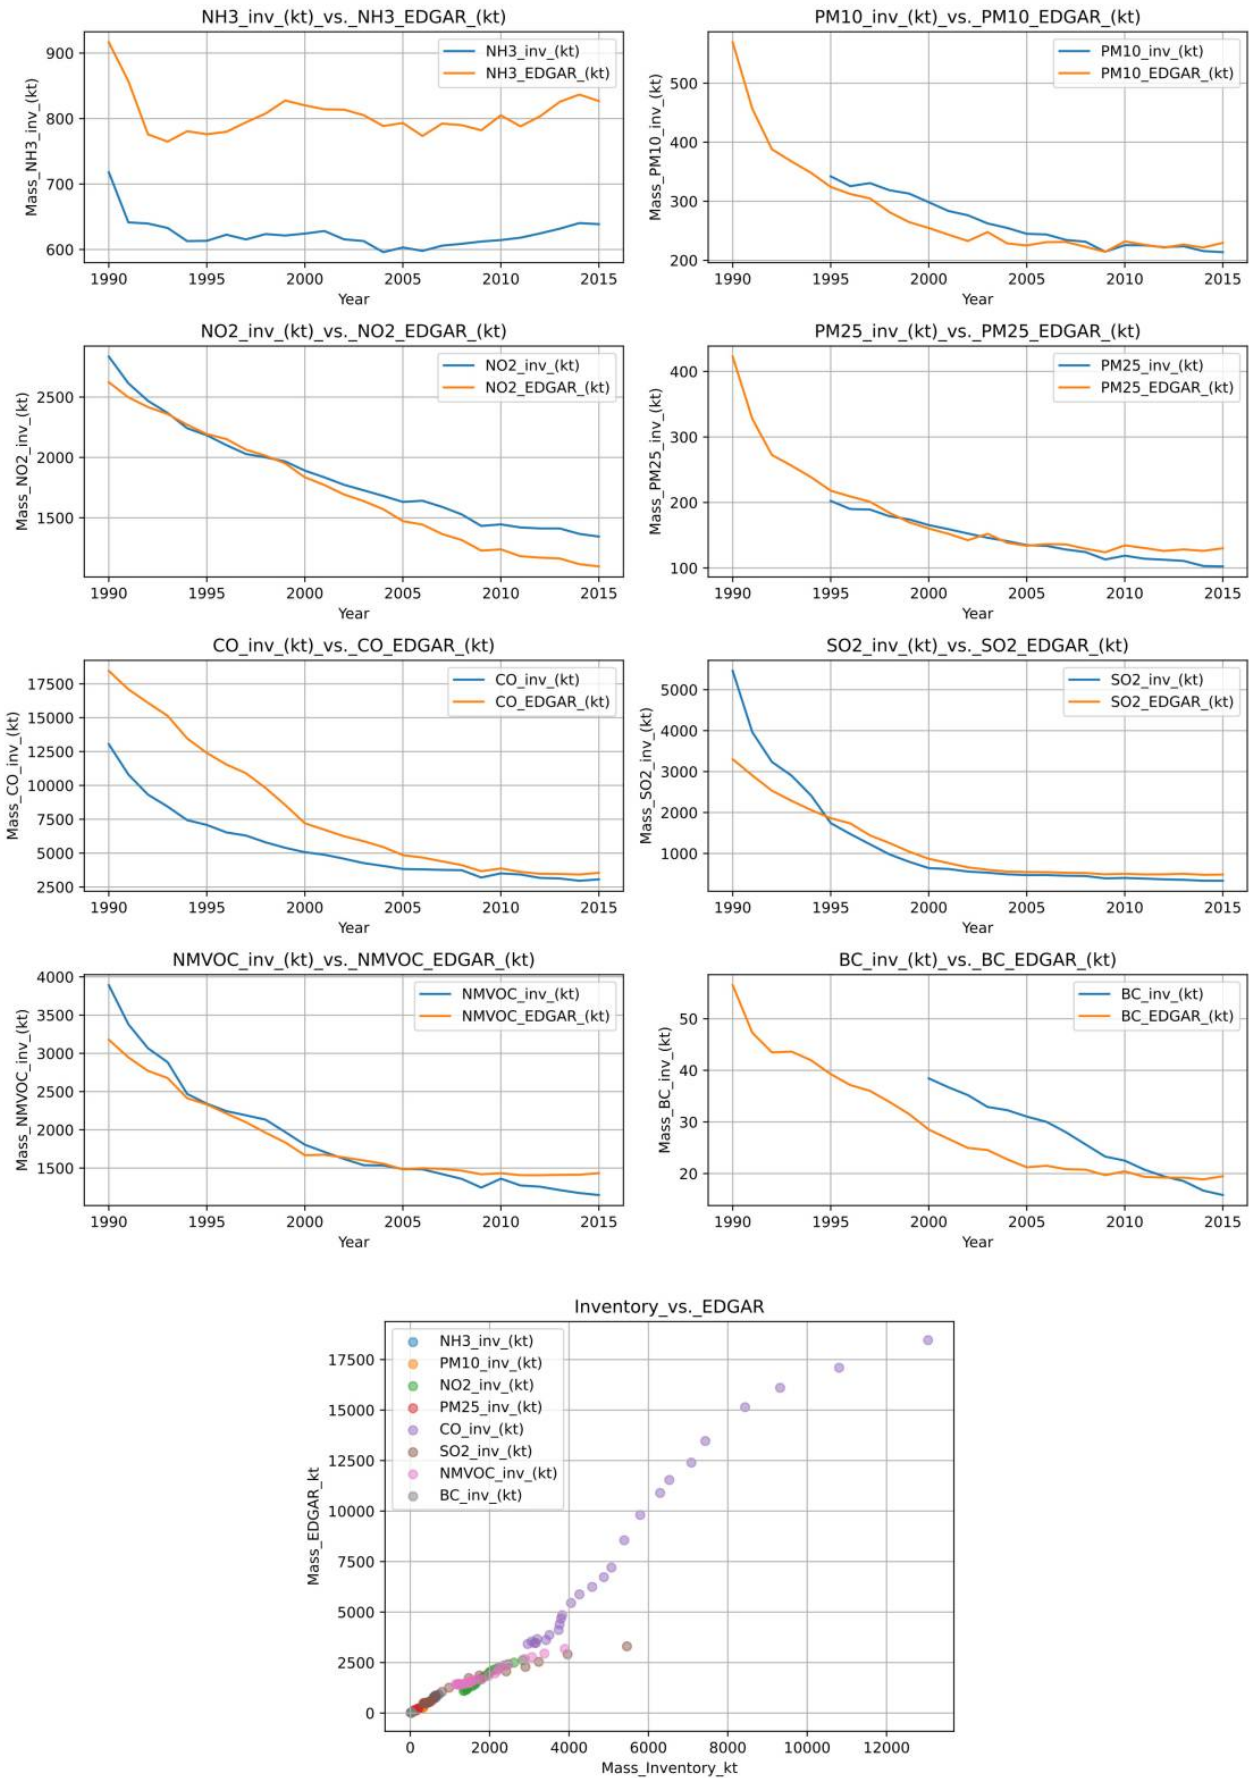 NH3_inv_(kt)_vs._NH3_EDGAR_(kt)
NH3_inv_(kt)
NH3_EDGAR_(kt)
Mass_NH3_inv_(kt)
900
800
700
600
1990 1995 2000 2005 2010 2015
Year
PM10_inv_(kt)_vs._PM10_EDGAR_(kt)
PM10_inv_(kt)
PM10_EDGAR_(kt)
Mass_PM10_inv_(kt)
500
400
300
200
1990 1995 2000 2005 2010 2015
Year
NO2_inv_(kt)_vs._NO2_EDGAR_(kt)
NO2_inv_(kt)
NO2_EDGAR_(kt)
Mass_NO2_inv_(kt)
2500
2000
1500
1990 1995 2000 2005 2010 2015
Year
PM25_inv_(kt)_vs._PM25_EDGAR_(kt)
PM25_inv_(kt)
PM25_EDGAR_(kt)
Mass_PM25_inv_(kt)
400
300
200
100
1990 1995 2000 2005 2010 2015
Year
CO_inv_(kt)_vs._CO_EDGAR_(kt)
CO_inv_(kt)
CO_EDGAR_(kt)
Mass_CO_inv_(kt)
17500
15000
12500
10000
7500
5000
2500
1990 1995 2000 2005 2010 2015
Year
SO2_inv_(kt)_vs._SO2_EDGAR_(kt)
SO2_inv_(kt)
SO2_EDGAR_(kt)
Mass_SO2_inv_(kt)
5000
4000
3000
2000
1000
1990 1995 2000 2005 2010 2015
Year
NMVOC_inv_(kt)_vs._NMVOC_EDGAR_(kt)
NMVOC_inv_(kt)
NMVOC_EDGAR_(kt)
Mass_NMVOC_inv_(kt)
4000
3500
3000
2500
2000
1500
1990 1995 2000 2005 2010 2015
Year
BC_inv_(kt)_vs._BC_EDGAR_(kt)
BC_inv_(kt)
BC_EDGAR_(kt)
Mass_BC_inv_(kt)
50
40
30
20
1990 1995 2000 2005 2010 2015
Year
Inventory_vs._EDGAR
NH3_inv_(kt)
PM10_inv_(kt)
NO2_inv_(kt)
PM25_inv_(kt)
CO_inv_(kt)
SO2_inv_(kt)
NMVOC_inv_(kt)
BC_inv_(kt)
Mass_EDGAR_kt
17500
15000
12500
10000
7500
5000
2500
0
0 2000 4000 6000 8000 10000 12000
Mass_Inventory_kt